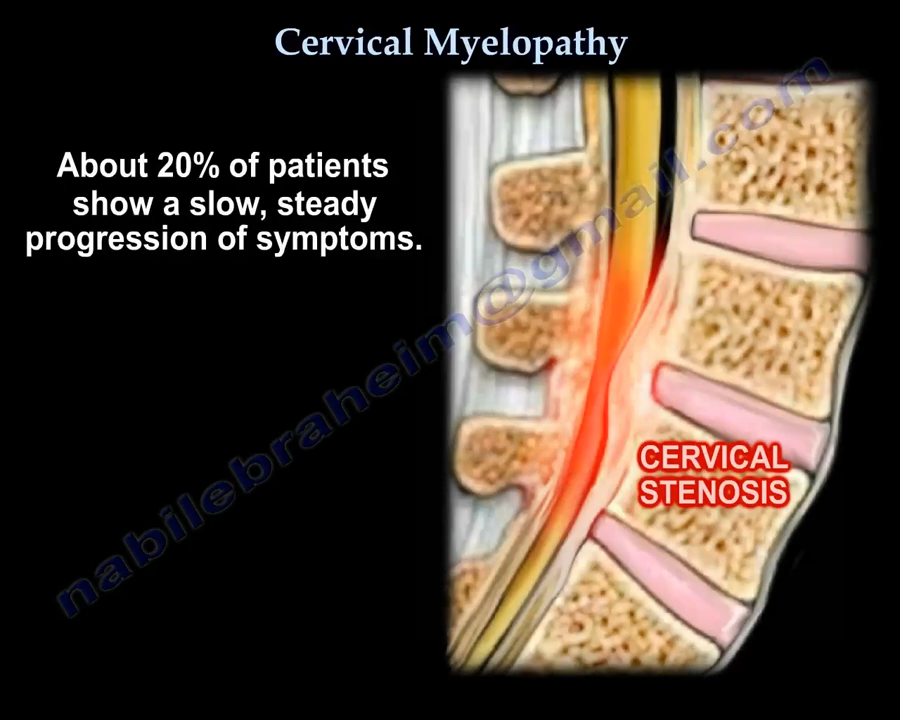 Cervical Myelopathy
About 20% of patients
show a slow, steady
progression of symptoms.
CERVICAL
STENOSIS
nabilebraheim@gmail.com